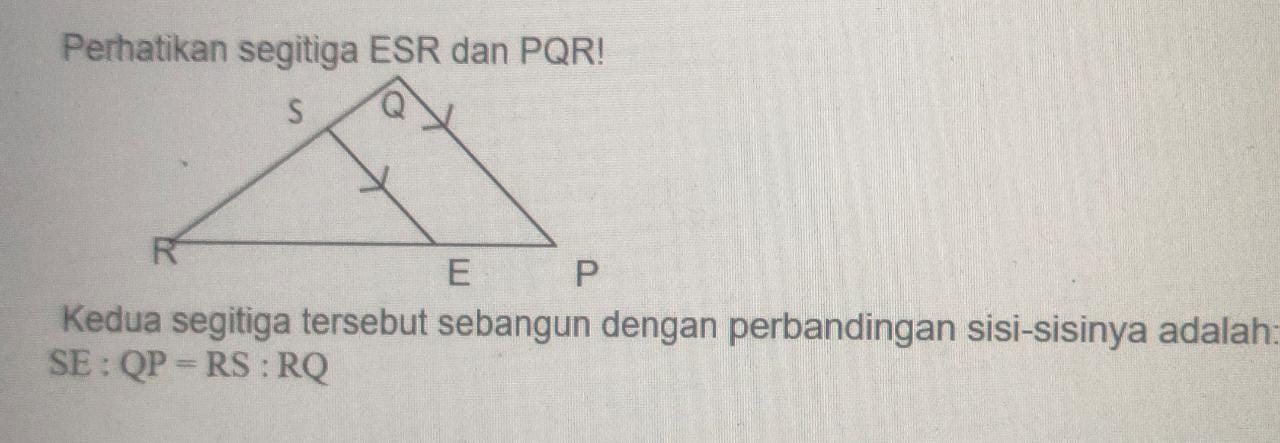 Perhatikan segitiga ESR dan PQR!
S
Q
R
E
P
Kedua segitiga tersebut sebangun dengan perbandingan sisi-sisinya adalah:
SE : QP = RS : RQ